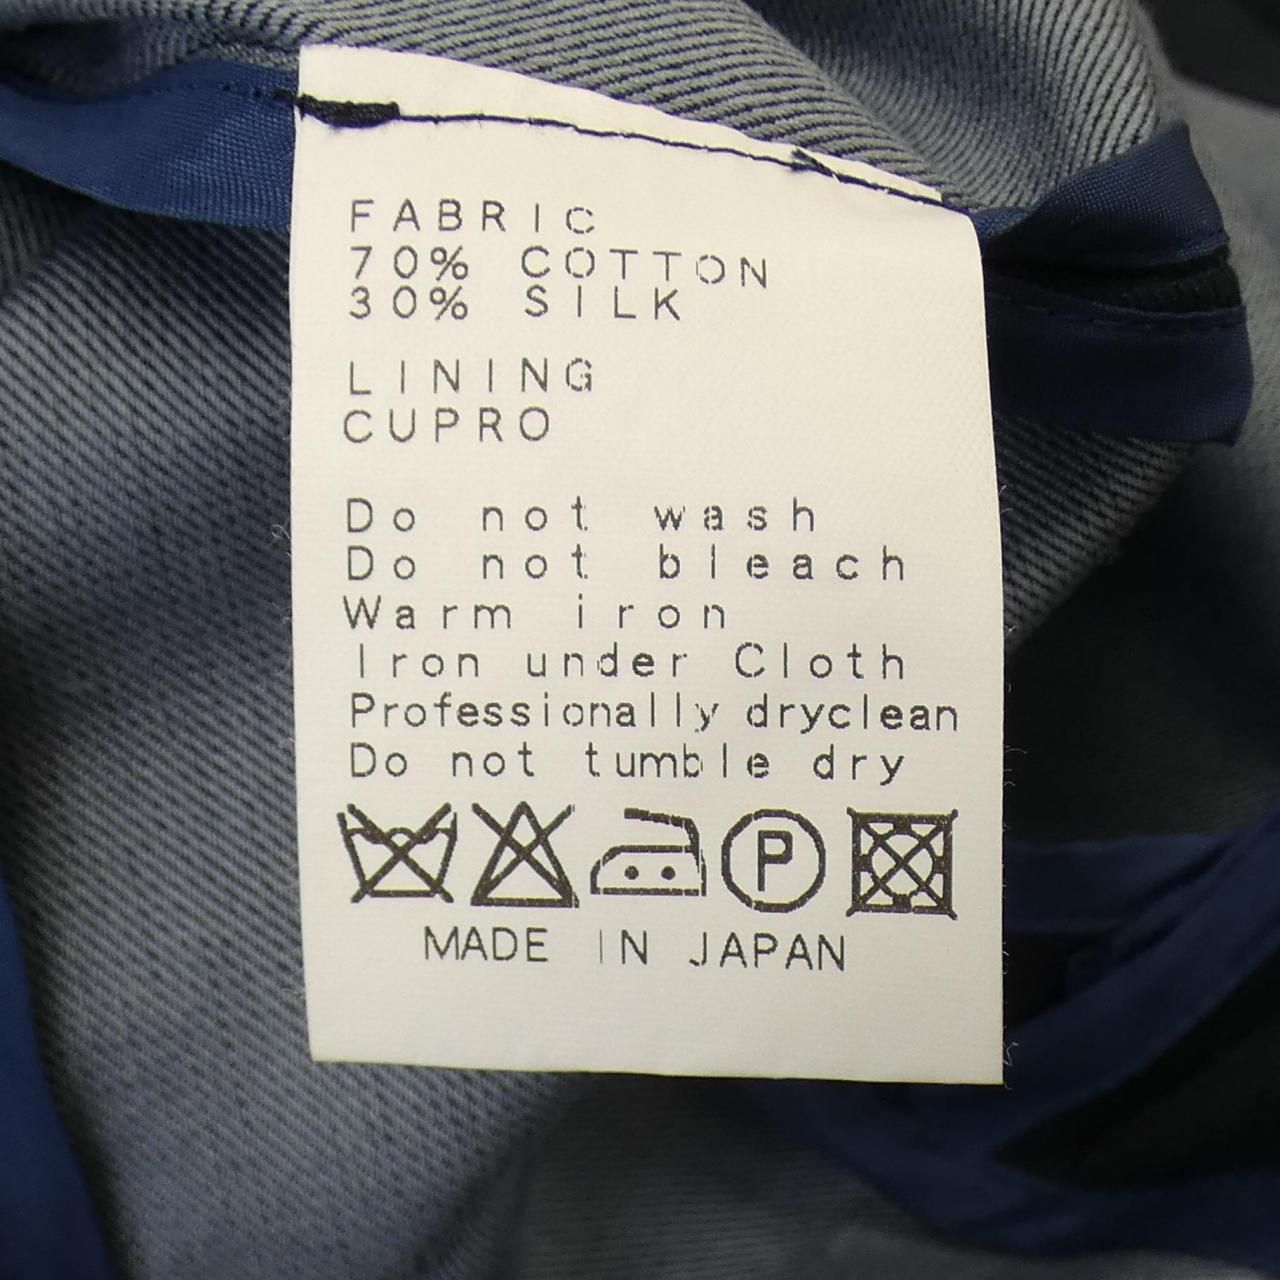 FABRIC
70% COTTON
30% SILK
LINING
CUPRO
Do not wash
Do not bleach
Warm iron
Iron under Cloth
Professionally dryclean
Do not tumble dry
P
MADE IN JAPAN